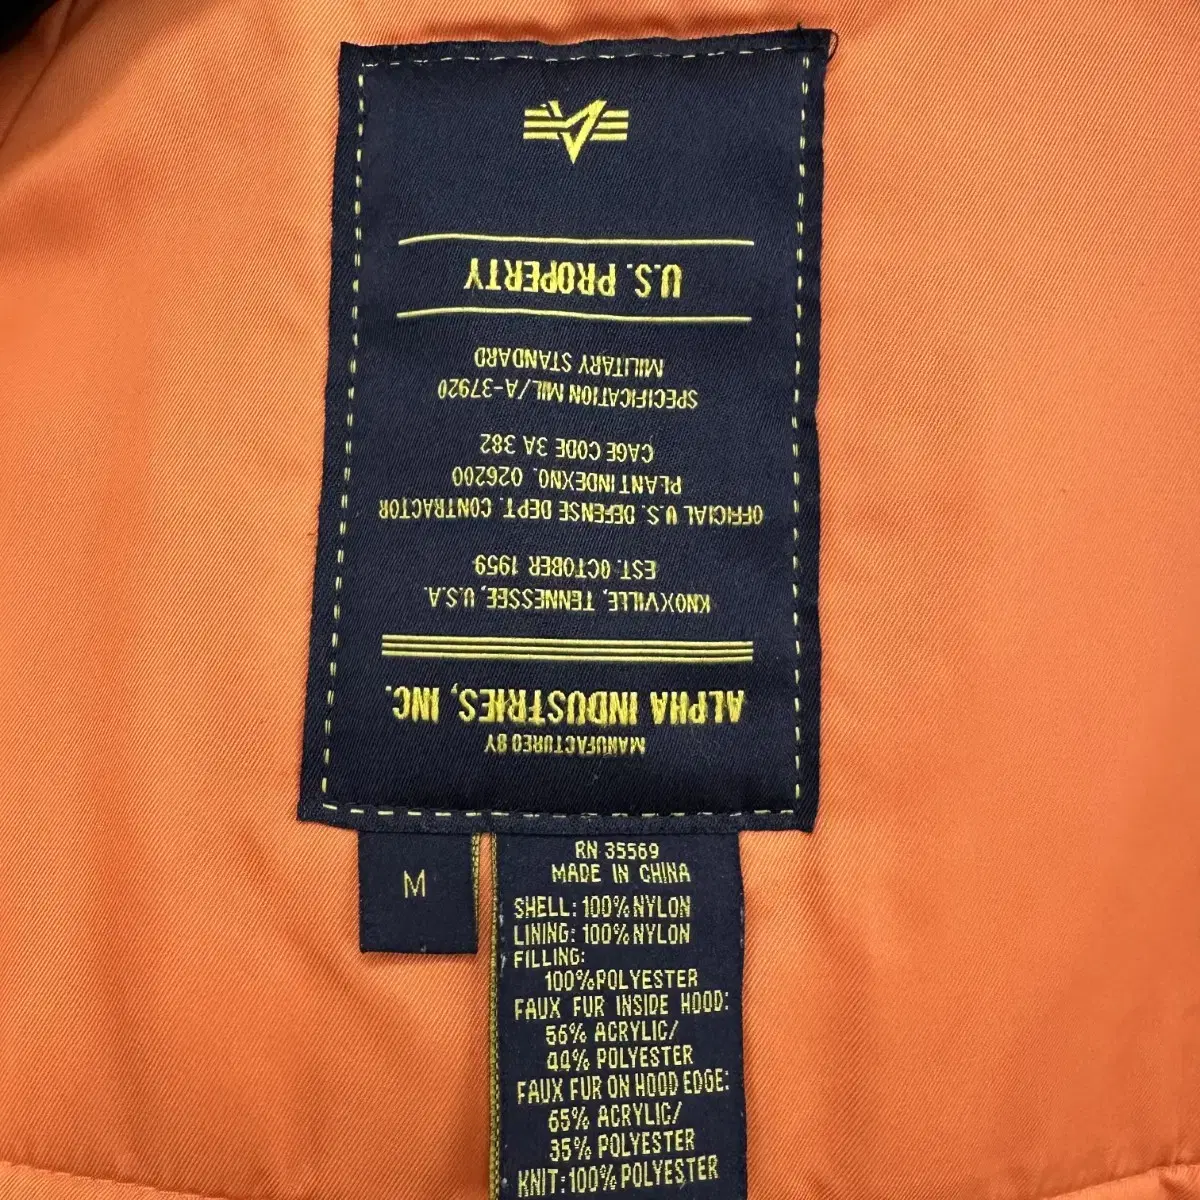 MANUFACTURED BY
ALPHA INDUSTRIES, INC.
KNOXVILLE, TENNESSEE, U.S.A.
EST. OCTOBER 1959
OFFICIAL U.S. DEFENSE DEPT. CONTRACTOR
PLANT INDEXNO. 026200
CAGE CODE 3A 382
SPECIFICATION MIL/A-37920
MILITARY STANDARD
U.S. PROPERTY
M
RN 35569
MADE IN CHINA
SHELL: 100% NYLON
LINING: 100% NYLON
FILLING:
100% POLYESTER
FAUX FUR INSIDE HOOD:
56% ACRYLIC/
44% POLYESTER
FAUX FUR ON HOOD EDGE:
65% ACRYLIC/
35% POLYESTER
KNIT: 100% POLYESTER